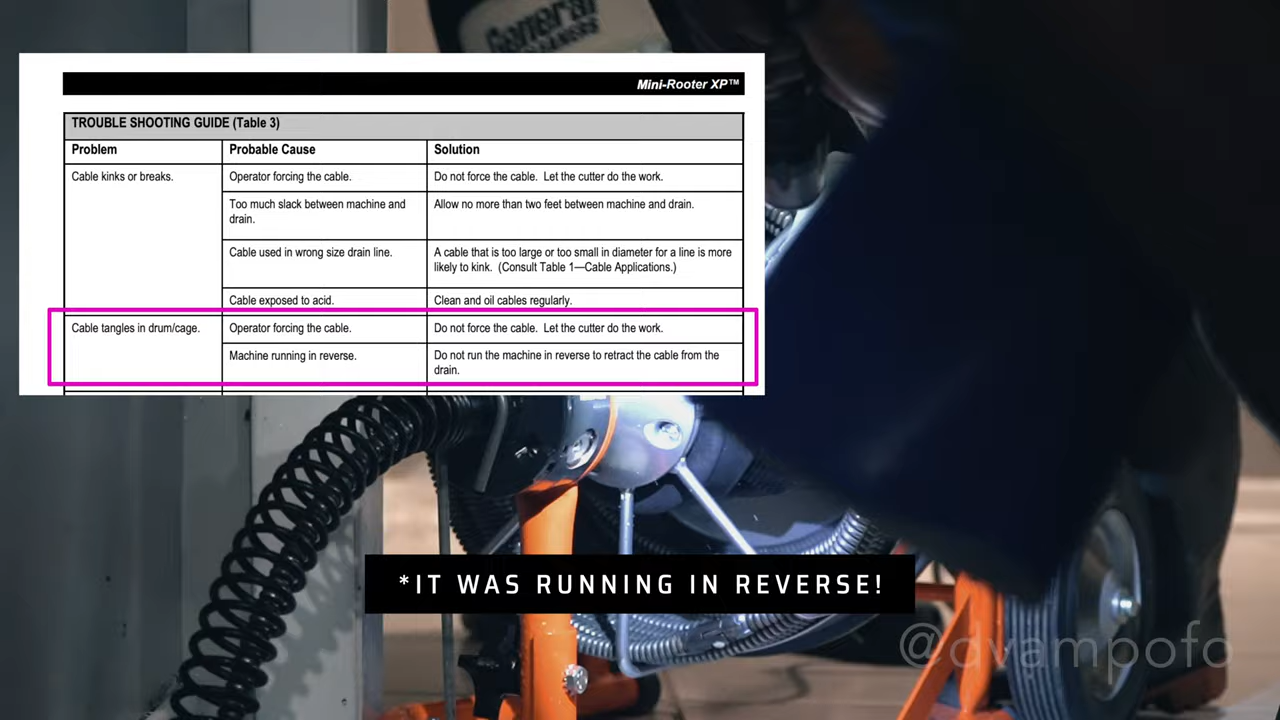 General
CLEANERS
Mini-Rooter XP™
TROUBLE SHOOTING GUIDE (Table 3)
Problem Probable Cause Solution
Cable kinks or breaks. Operator forcing the cable. Do not force the cable. Let the cutter do the work.
Too much slack between machine and Allow no more than two feet between machine and drain.
drain.
Cable used in wrong size drain line. A cable that is too large or too small in diameter for a line is more
likely to kink. (Consult Table 1—Cable Applications.)
Cable exposed to acid. Clean and oil cables regularly.
Cable tangles in drum/cage. Operator forcing the cable. Do not force the cable. Let the cutter do the work.
Machine running in reverse. Do not run the machine in reverse to retract the cable from the
drain.
*IT WAS RUNNING IN REVERSE!
@dvampofo